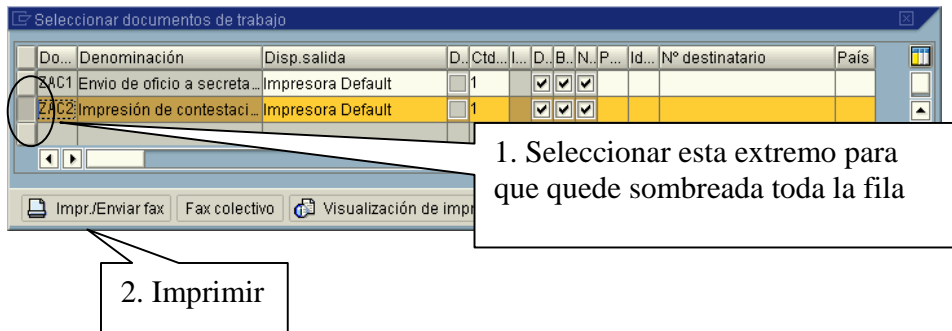 Seleccionar documentos de trabajo
Do... Denominación Disp.salida D.. Ctd... I... D.. B.. N.. P... Id... Nº destinatario País
ZAC1 Envio de oficio a secreta... Impresora Default 1
ZAC2 Impresión de contestaci... Impresora Default 1
1. Seleccionar esta extremo para
que quede sombreada toda la fila
Impr./Enviar fax Fax colectivo Visualización de impr
2. Imprimir